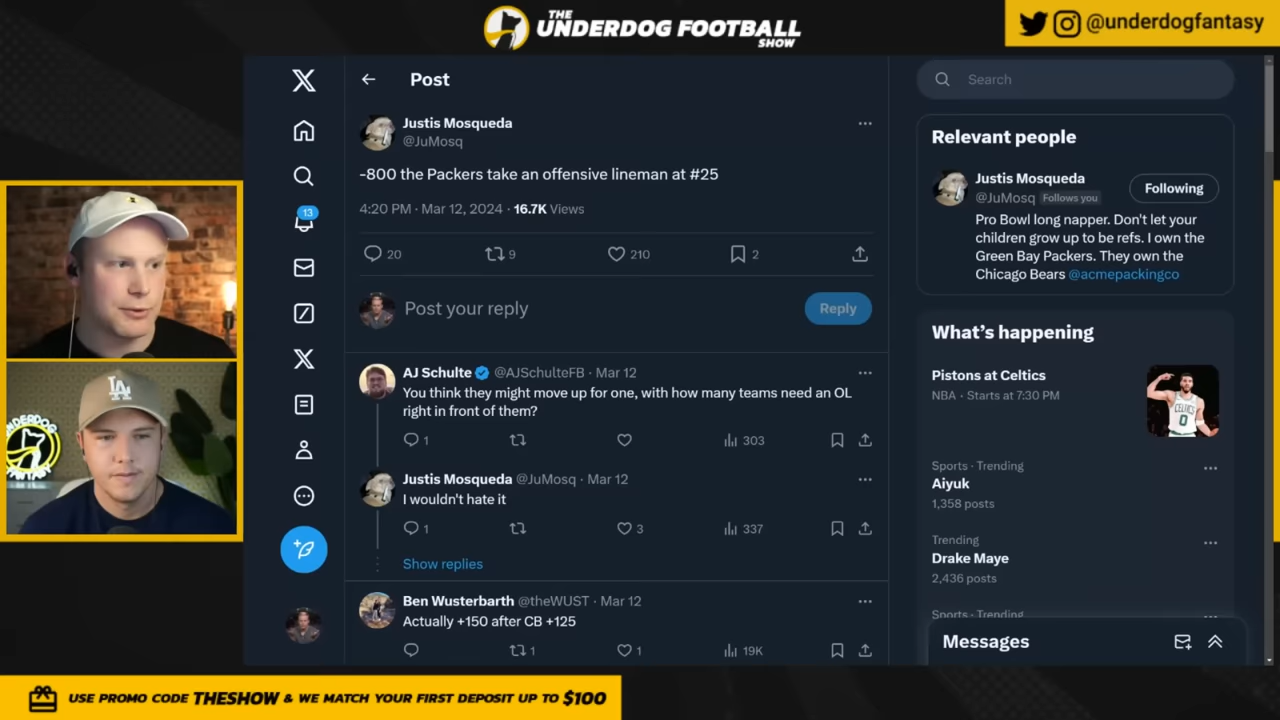 THE
UNDERDOG FOOTBALL
SHOW
@underdogfantasy
Post
Search
Justis Mosqueda
@JuMosq
-800 the Packers take an offensive lineman at #25
4:20 PM · Mar 12, 2024 · 16.7K Views
20
9
210
2
Post your reply
Reply
AJ Schulte @AJSchulteFB · Mar 12
You think they might move up for one, with how many teams need an OL
right in front of them?
1
303
Justis Mosqueda @JuMosq · Mar 12
I wouldn't hate it
1
3
337
Show replies
Ben Wusterbarth @theWUST · Mar 12
Actually +150 after CB +125
1
1
19K
13
Relevant people
Justis Mosqueda
@JuMosq Follows you
Following
Pro Bowl long napper. Don't let your
children grow up to be refs. I own the
Green Bay Packers. They own the
Chicago Bears @acmepackingco
What's happening
Pistons at Celtics
NBA · Starts at 7:30 PM
CELTICS
0
Sports · Trending
Aiyuk
1,358 posts
Trending
Drake Maye
2,436 posts
Sports · Trending
Messages
LA
UNDERDOG
FANTASY
USE PROMO CODE THESHOW & WE MATCH YOUR FIRST DEPOSIT UP TO $100